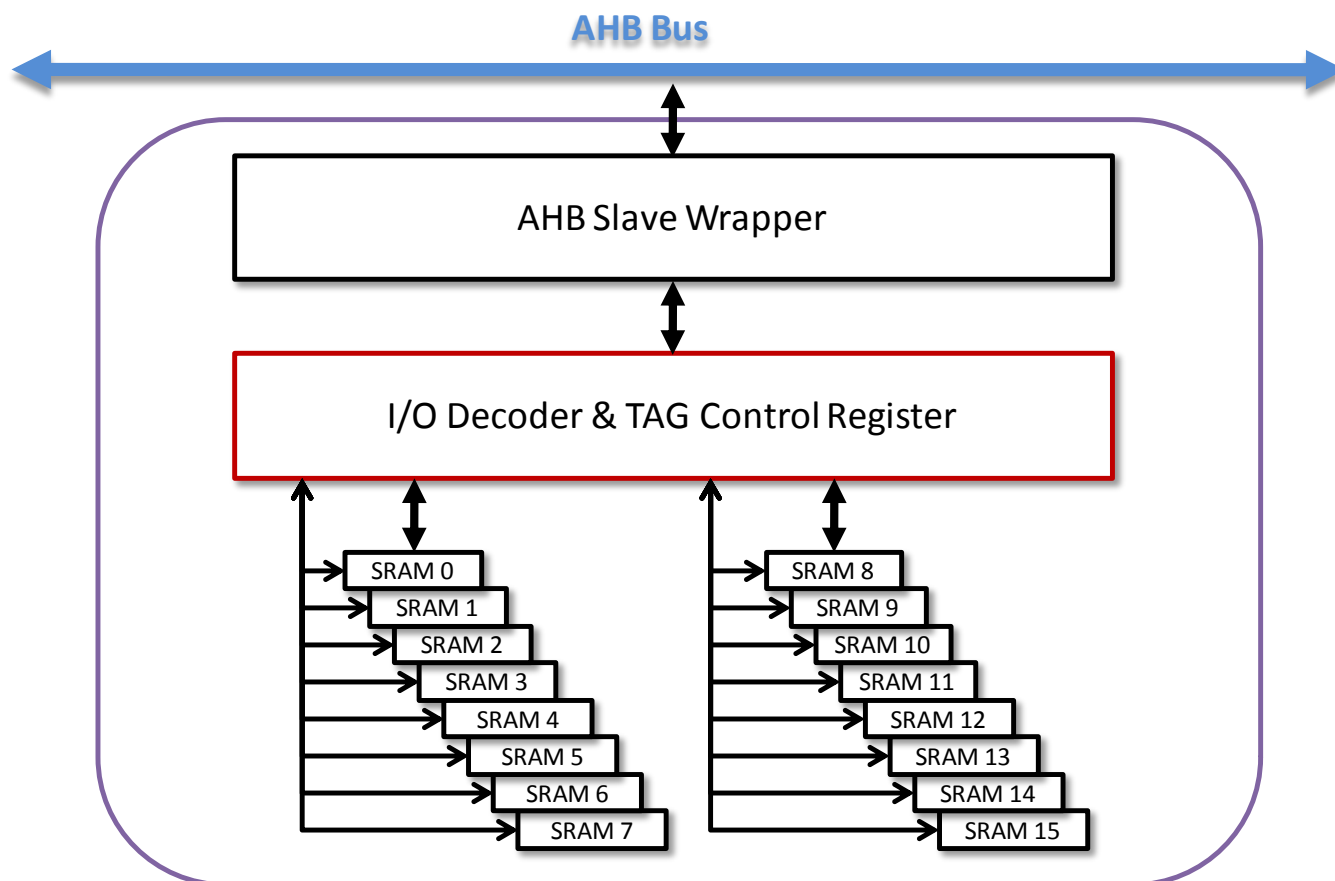 AHB Bus
AHB Slave Wrapper
I/O Decoder & TAG Control Register
SRAM 0
SRAM 1
SRAM 2
SRAM 3
SRAM 4
SRAM 5
SRAM 6
SRAM 7
SRAM 8
SRAM 9
SRAM 10
SRAM 11
SRAM 12
SRAM 13
SRAM 14
SRAM 15